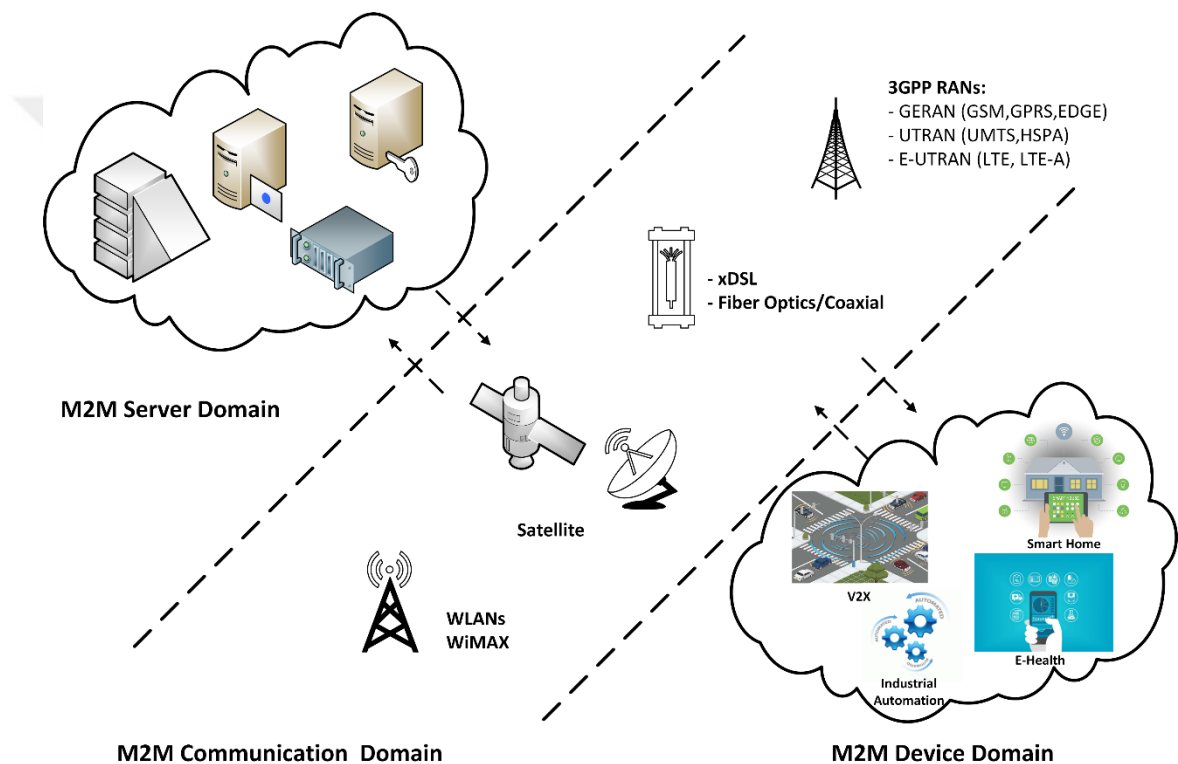 3GPP RANs:
- GERAN (GSM,GPRS,EDGE)
- UTRAN (UMTS,HSPA)
- E-UTRAN (LTE, LTE-A)
- xDSL
- Fiber Optics/Coaxial
M2M Server Domain
Satellite
WLANs
WiMAX
Smart Home
V2X
AUTOMATED
E-Health
Industrial
Automation
M2M Communication Domain
M2M Device Domain